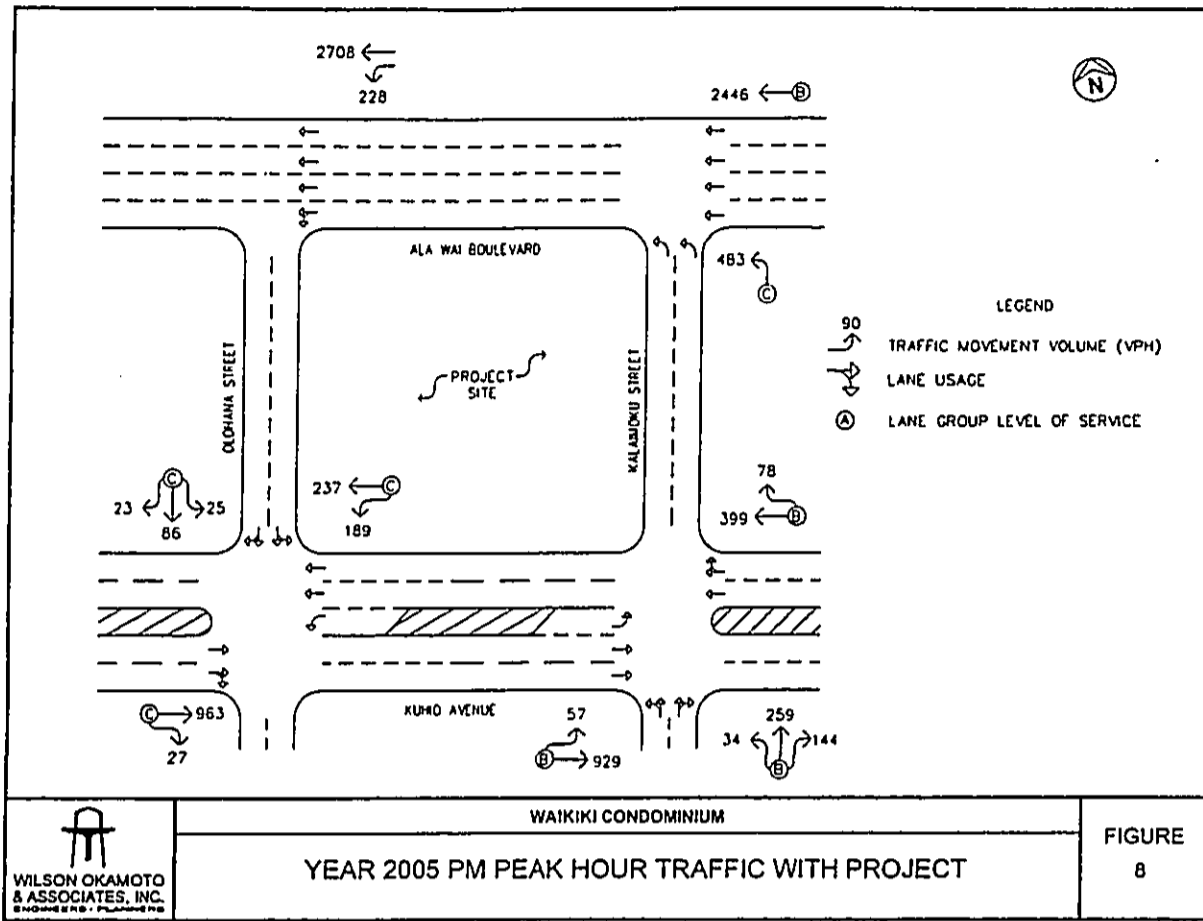 2708
228
2446
B
N
ALA WAI BOULEVARD
483
C
LEGEND
90
TRAFFIC MOVEMENT VOLUME (VPH)
LANE USAGE
A LANE GROUP LEVEL OF SERVICE
OLOHANA STREET
PROJECT
SITE
KALAIMOKU STREET
C
23
25
86
237
C
189
78
399
B
KUHIO AVENUE
C
963
27
57
B
929
259
34
144
B
WILSON OKAMOTO
& ASSOCIATES, INC.
ENGINEERS · PLANNERS
WAIKIKI CONDOMINIUM
YEAR 2005 PM PEAK HOUR TRAFFIC WITH PROJECT
FIGURE
8